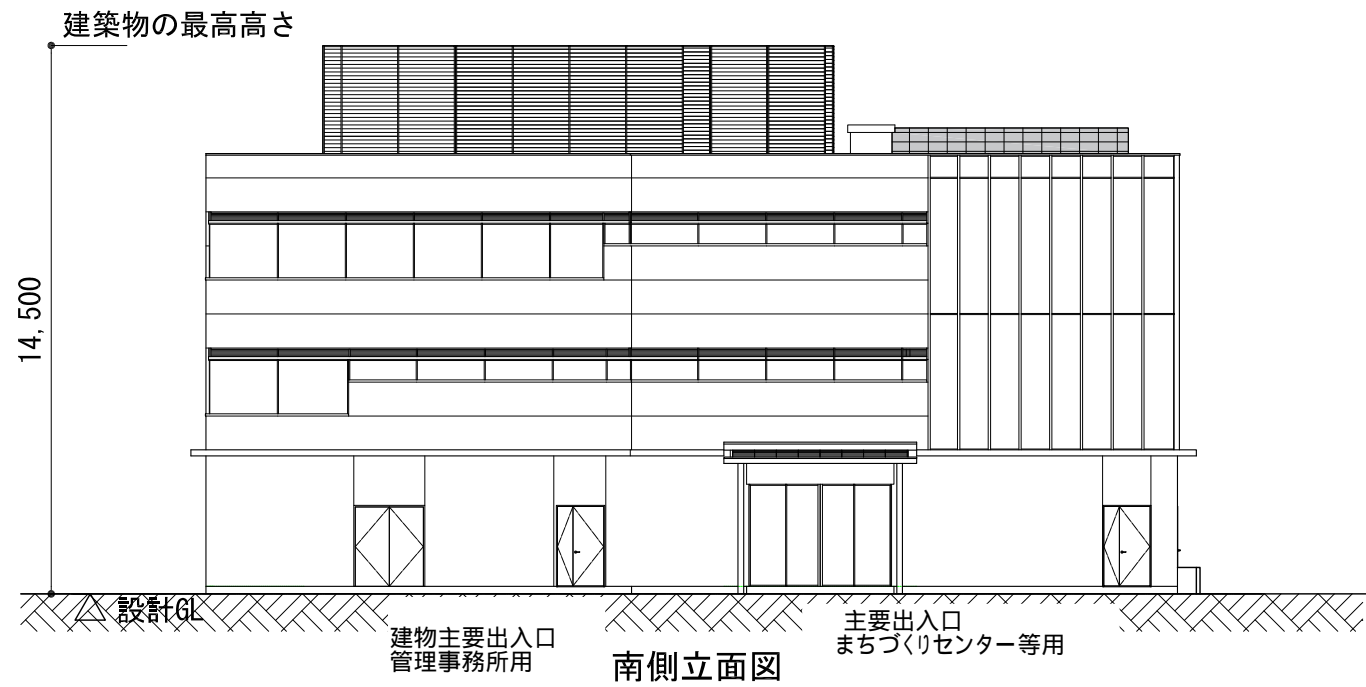 建築物の最高高さ
14,500
設計GL
建物主要出入口
管理事務所用
主要出入口
まちづくりセンター等用
南側立面図